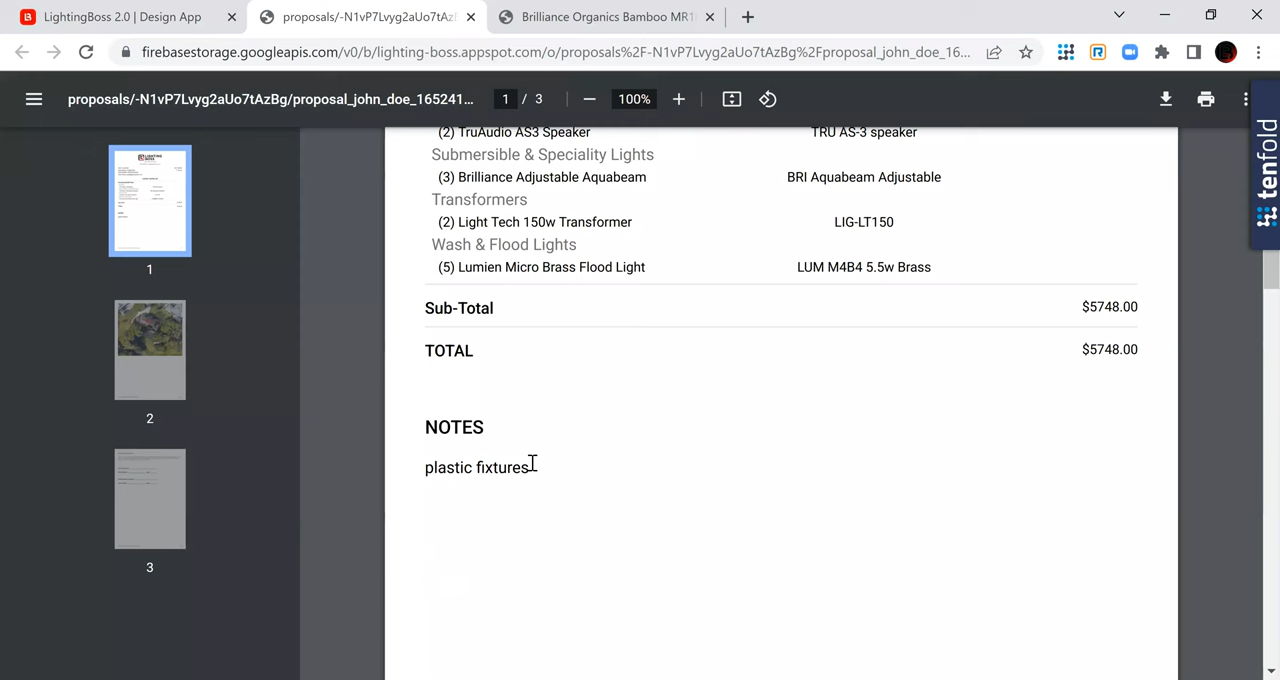 LightingBoss 2.0 | Design App
proposals/-N1vP7Lvyg2aUo7tAzB
Brilliance Organics Bamboo MR1
firebasestorage.googleapis.com/v0/b/lighting-boss.appspot.com/o/proposals%2F-N1vP7Lvyg2aUo7tAzBg%2Fproposal_john_doe_16...
proposals/-N1vP7Lvyg2aUo7tAzBg/proposal_john_doe_165241...
1 / 3
100%
(2) TruAudio AS3 Speaker TRU AS-3 speaker
Submersible & Speciality Lights
(3) Brilliance Adjustable Aquabeam BRI Aquabeam Adjustable
Transformers
(2) Light Tech 150w Transformer LIG-LT150
Wash & Flood Lights
(5) Lumien Micro Brass Flood Light LUM M4B4 5.5w Brass
Sub-Total $5748.00
TOTAL $5748.00
NOTES
plastic fixtures
1
2
3
tenfold